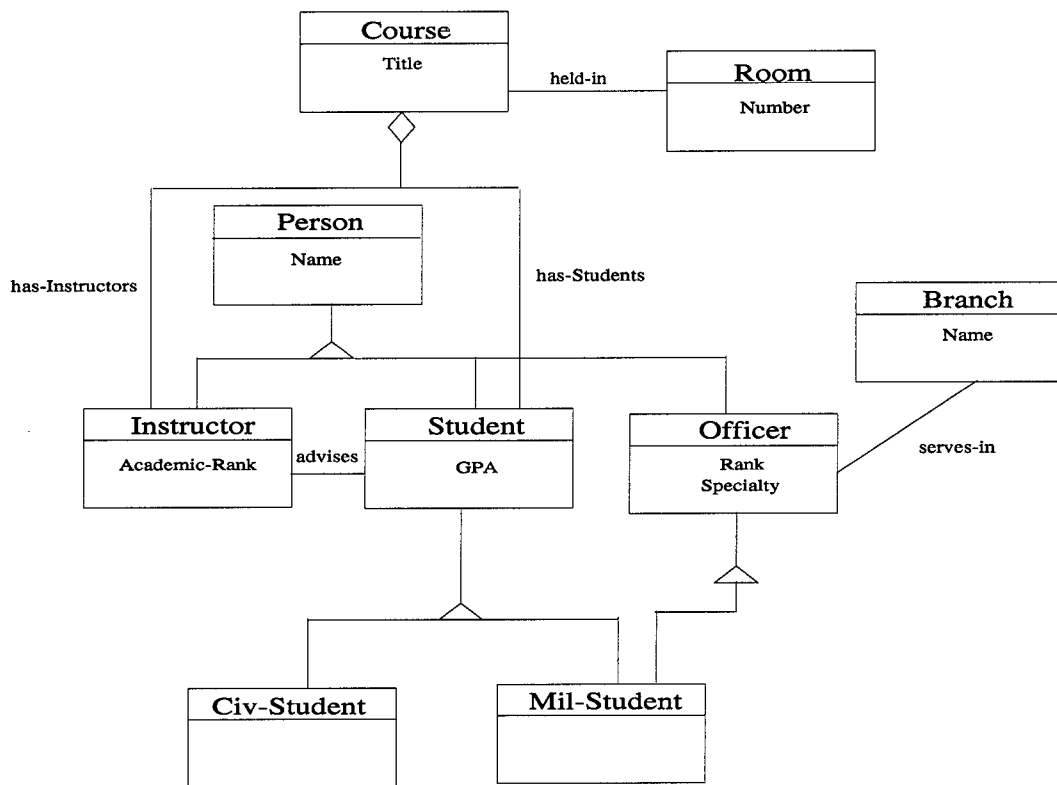 Course
Title
held-in
Room
Number
Person
Name
has-Instructors
has-Students
Branch
Name
Instructor
Academic-Rank
advises
Student
GPA
Officer
Rank
Specialty
serves-in
Civ-Student
Mil-Student